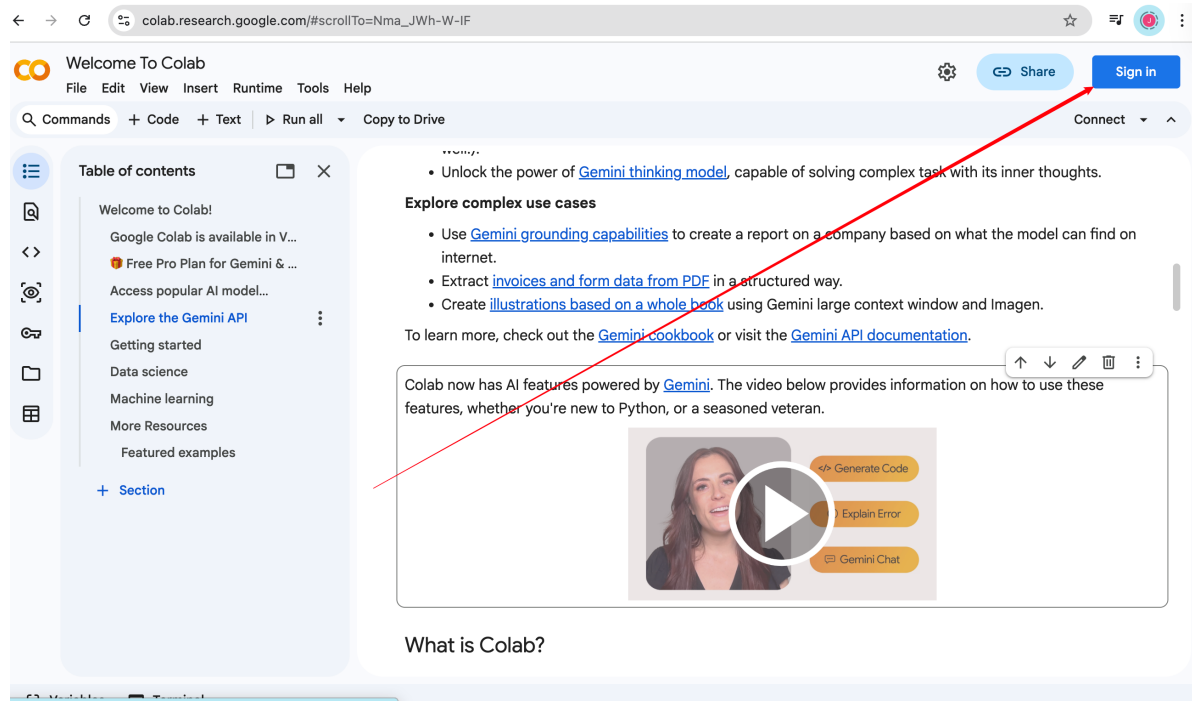 colab.research.google.com/#scrollTo=Nma_JWh-W-IF
CO
Welcome To Colab
File Edit View Insert Runtime Tools Help
Share
Sign in
Commands + Code + Text Run all Copy to Drive
Connect
Table of contents
Welcome to Colab!
Google Colab is available in V...
Free Pro Plan for Gemini & ...
Access popular AI model...
Explore the Gemini API
Getting started
Data science
Machine learning
More Resources
Featured examples
+ Section
well!).
• Unlock the power of Gemini thinking model, capable of solving complex task with its inner thoughts.
Explore complex use cases
• Use Gemini grounding capabilities to create a report on a company based on what the model can find on
internet.
• Extract invoices and form data from PDF in a structured way.
• Create illustrations based on a whole book using Gemini large context window and Imagen.
To learn more, check out the Gemini cookbook or visit the Gemini API documentation.
Colab now has AI features powered by Gemini. The video below provides information on how to use these
features, whether you're new to Python, or a seasoned veteran.
</> Generate Code
Explain Error
Gemini Chat
What is Colab?
Variables Terminal